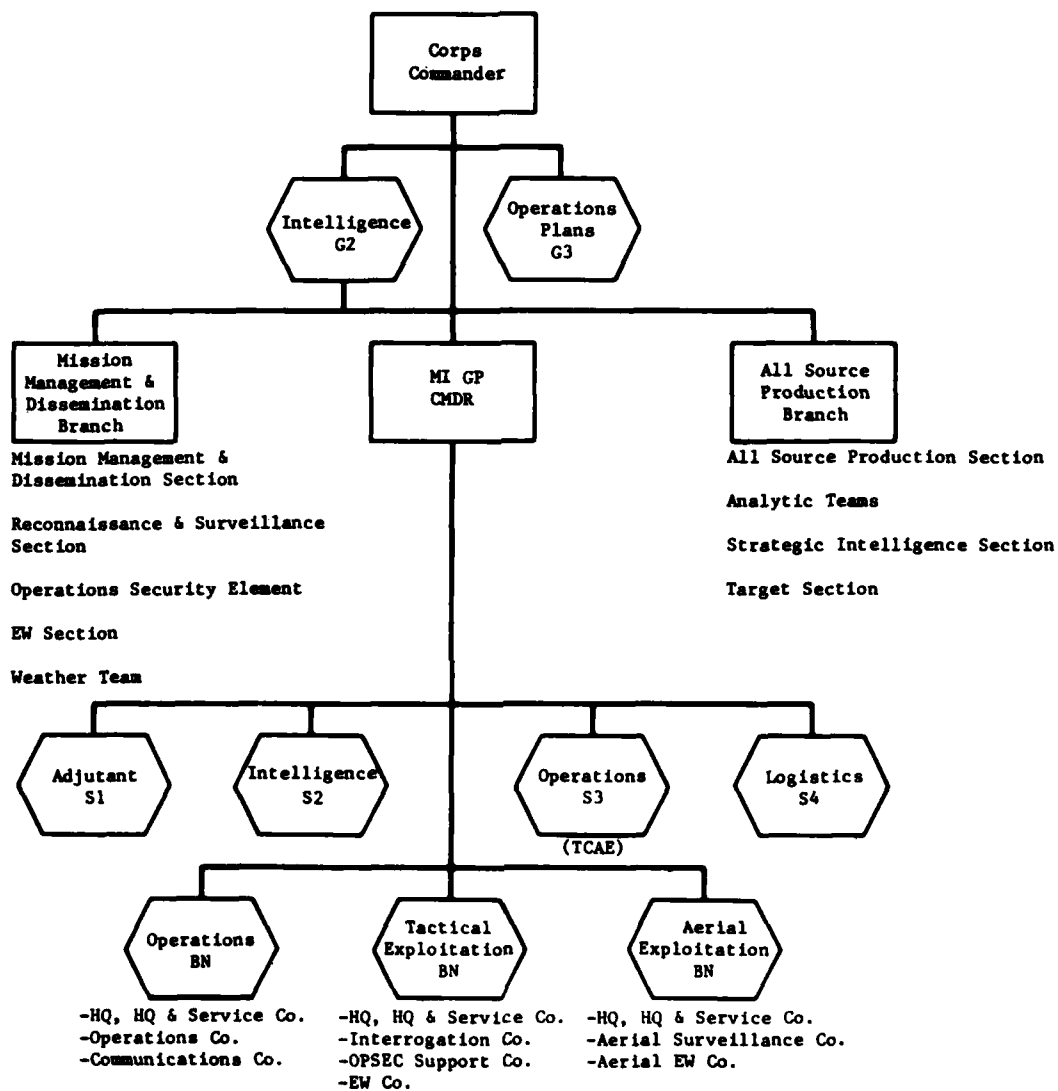 Corps
Commander
Intelligence
G2
Operations
Plans
G3
Mission
Management &
Dissemination
Branch
MI GP
CMDR
All Source
Production
Branch
Mission Management &
Dissemination Section
Reconnaissance & Surveillance
Section
Operations Security Element
EW Section
Weather Team
All Source Production Section
Analytic Teams
Strategic Intelligence Section
Target Section
Adjutant
S1
Intelligence
S2
Operations
S3
(TCAE)
Logistics
S4
Operations
BN
-HQ, HQ & Service Co.
-Operations Co.
-Communications Co.
Tactical
Exploitation
BN
-HQ, HQ & Service Co.
-Interrogation Co.
-OPSEC Support Co.
-EW Co.
Aerial
Exploitation
BN
-HQ, HQ & Service Co.
-Aerial Surveillance Co.
-Aerial EW Co.